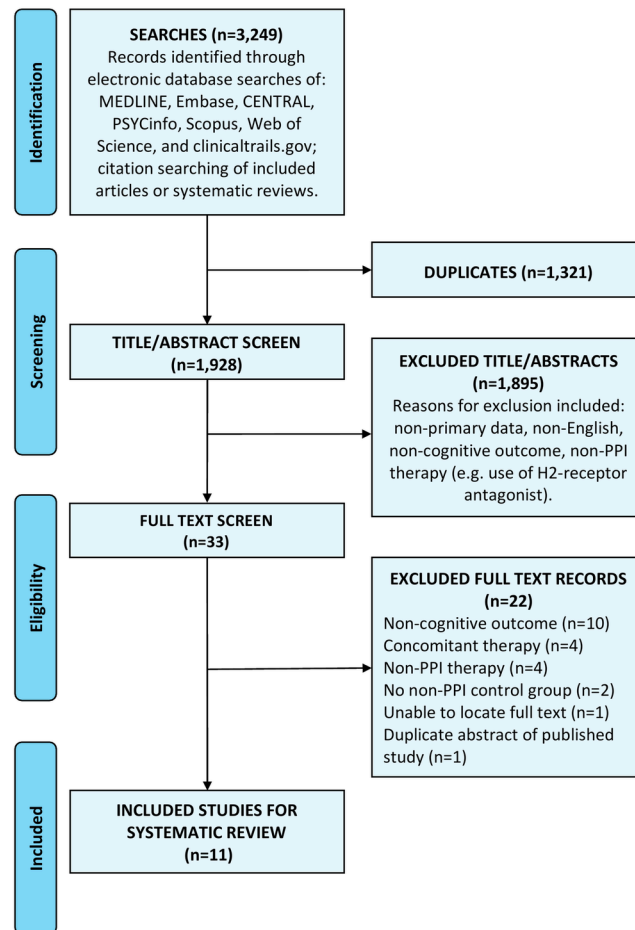 Identification
SEARCHES (n=3,249)
Records identified through
electronic database searches of:
MEDLINE, Embase, CENTRAL,
PSYCinfo, Scopus, Web of
Science, and clinicaltrails.gov;
citation searching of included
articles or systematic reviews.
Screening
DUPLICATES (n=1,321)
TITLE/ABSTRACT SCREEN
(n=1,928)
EXCLUDED TITLE/ABSTRACTS
(n=1,895)
Reasons for exclusion included:
non-primary data, non-English,
non-cognitive outcome, non-PPI
therapy (e.g. use of H2-receptor
antagonist).
Eligibility
FULL TEXT SCREEN
(n=33)
EXCLUDED FULL TEXT RECORDS
(n=22)
Non-cognitive outcome (n=10)
Concomitant therapy (n=4)
Non-PPI therapy (n=4)
No non-PPI control group (n=2)
Unable to locate full text (n=1)
Duplicate abstract of published
study (n=1)
Included
INCLUDED STUDIES FOR
SYSTEMATIC REVIEW
(n=11)